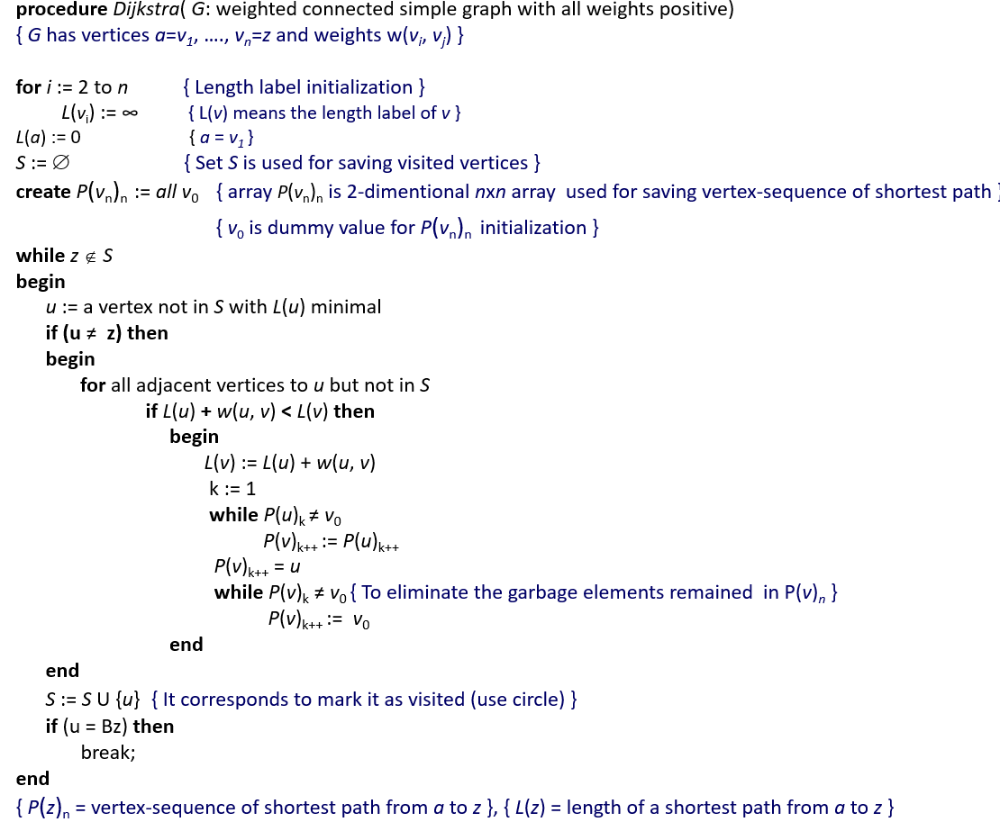 procedure Dijkstra( G: weighted connected simple graph with all weights positive)
{ G has vertices a=v₁, ...., vₙ=z and weights w(vᵢ, vⱼ) }
for i := 2 to n { Length label initialization }
L(vᵢ) := ∞ { L(v) means the length label of v }
L(a) := 0 { a = v₁ }
S := ∅ { Set S is used for saving visited vertices }
create P(vₙ)ₙ := all v₀ { array P(vₙ)ₙ is 2-dimentional nxn array used for saving vertex-sequence of shortest path }
{ v₀ is dummy value for P(vₙ)ₙ initialization }
while z ∉ S
begin
u := a vertex not in S with L(u) minimal
if (u ≠ z) then
begin
for all adjacent vertices to u but not in S
if L(u) + w(u, v) < L(v) then
begin
L(v) := L(u) + w(u, v)
k := 1
while P(u)ₖ ≠ v₀
P(v)ₖ₊₊ := P(u)ₖ₊₊
P(v)ₖ₊₊ = u
while P(v)ₖ ≠ v₀ { To eliminate the garbage elements remained in P(v)ₙ }
P(v)ₖ₊₊ := v₀
end
end
S := S U {u} { It corresponds to mark it as visited (use circle) }
if (u = Bz) then
break;
end
{ P(z)ₙ = vertex-sequence of shortest path from a to z }, { L(z) = length of a shortest path from a to z }